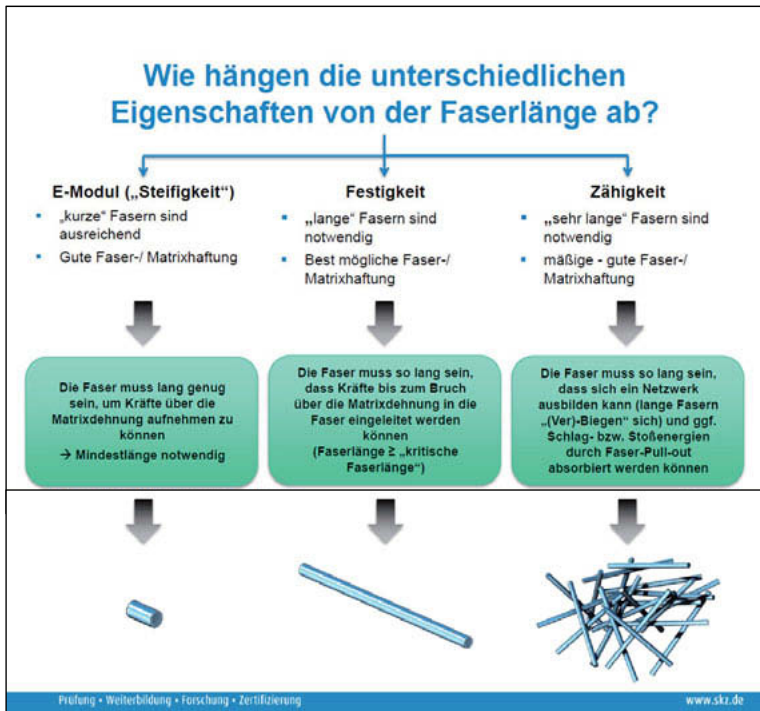 Wie hängen die unterschiedlichen
Eigenschaften von der Faserlänge ab?
E-Modul („Steifigkeit“)
▪ „kurze“ Fasern sind
ausreichend
▪ Gute Faser-/ Matrixhaftung
Die Faser muss lang genug
sein, um Kräfte über die
Matrixdehnung aufnehmen zu
können
→ Mindestlänge notwendig
Festigkeit
▪ „lange“ Fasern sind
notwendig
▪ Best mögliche Faser-/
Matrixhaftung
Die Faser muss so lang sein,
dass Kräfte bis zum Bruch
über die Matrixdehnung in die
Faser eingeleitet werden
können
(Faserlänge ≥ „kritische
Faserlänge“)
Zähigkeit
▪ „sehr lange“ Fasern sind
notwendig
▪ mäßige - gute Faser-/
Matrixhaftung
Die Faser muss so lang sein,
dass sich ein Netzwerk
ausbilden kann (lange Fasern
„(Ver)-Biegen“ sich) und ggf.
Schlag- bzw. Stoßenergien
durch Faser-Pull-out
absorbiert werden können
Prüfung • Weiterbildung • Forschung • Zertifizierung
www.skz.de